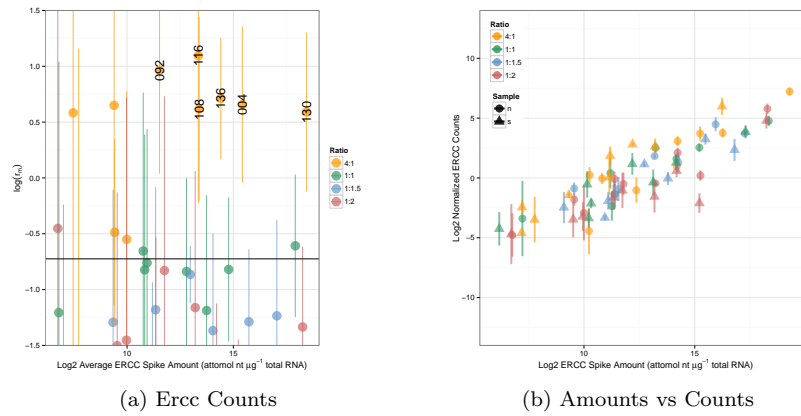 1.5
1.0
0.5
0.0
-0.5
-1.0
-1.5
log(rm)
092
116
108
136
004
130
10
15
Log2 Average ERCC Spike Amount (attomol nt µg⁻¹ total RNA)
Ratio
4:1
1:1
1:1.5
1:2
(a) Ercc Counts
10
5
0
-5
-10
Log2 Normalized ERCC Counts
Ratio
4:1
1:1
1:1.5
1:2
Sample
n
s
10
15
Log2 ERCC Spike Amount (attomol nt µg⁻¹ total RNA)
(b) Amounts vs Counts